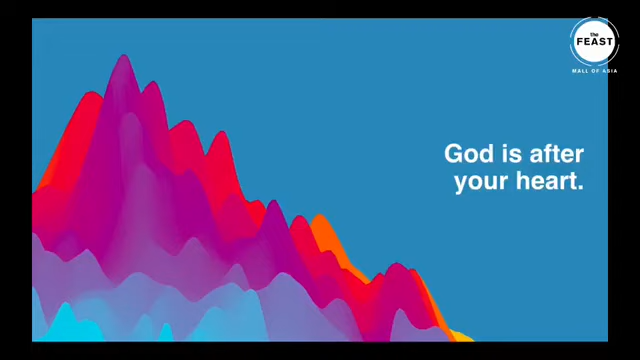 the
FEAST
MALL OF ASIA
God is after
your heart.